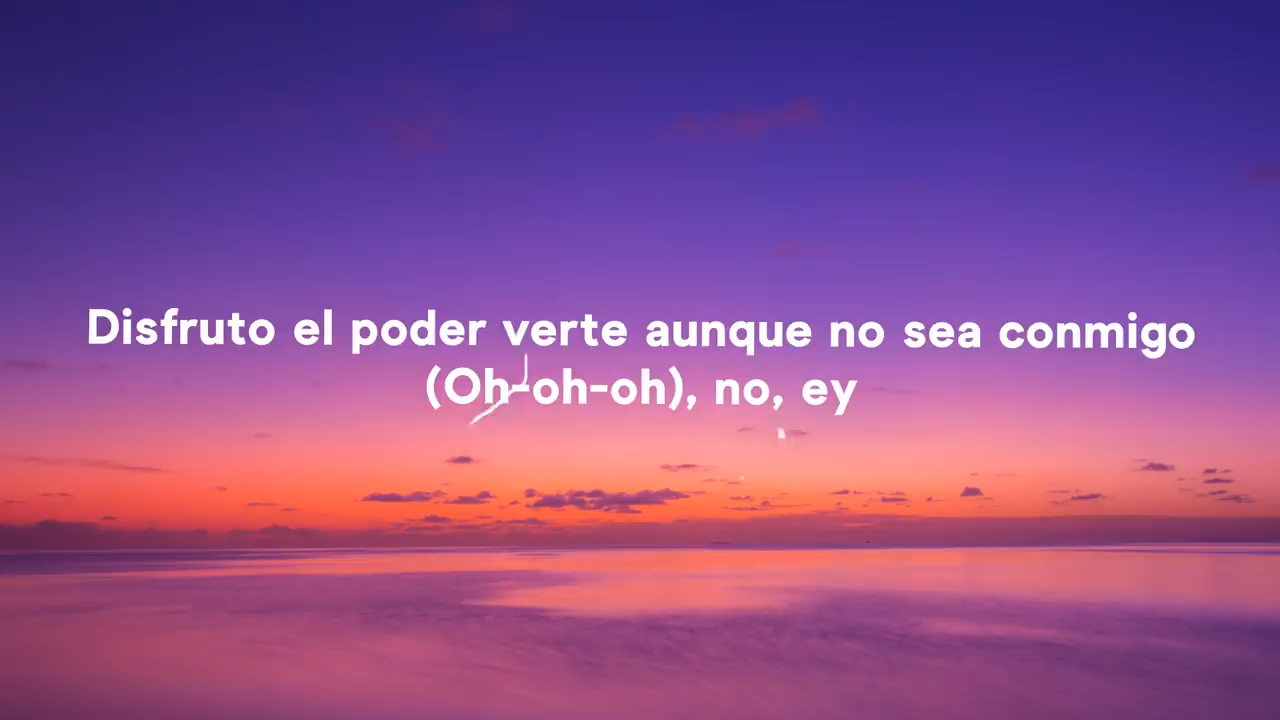 Disfruto el poder verte aunque no sea conmigo
(Oh-oh-oh), no, ey